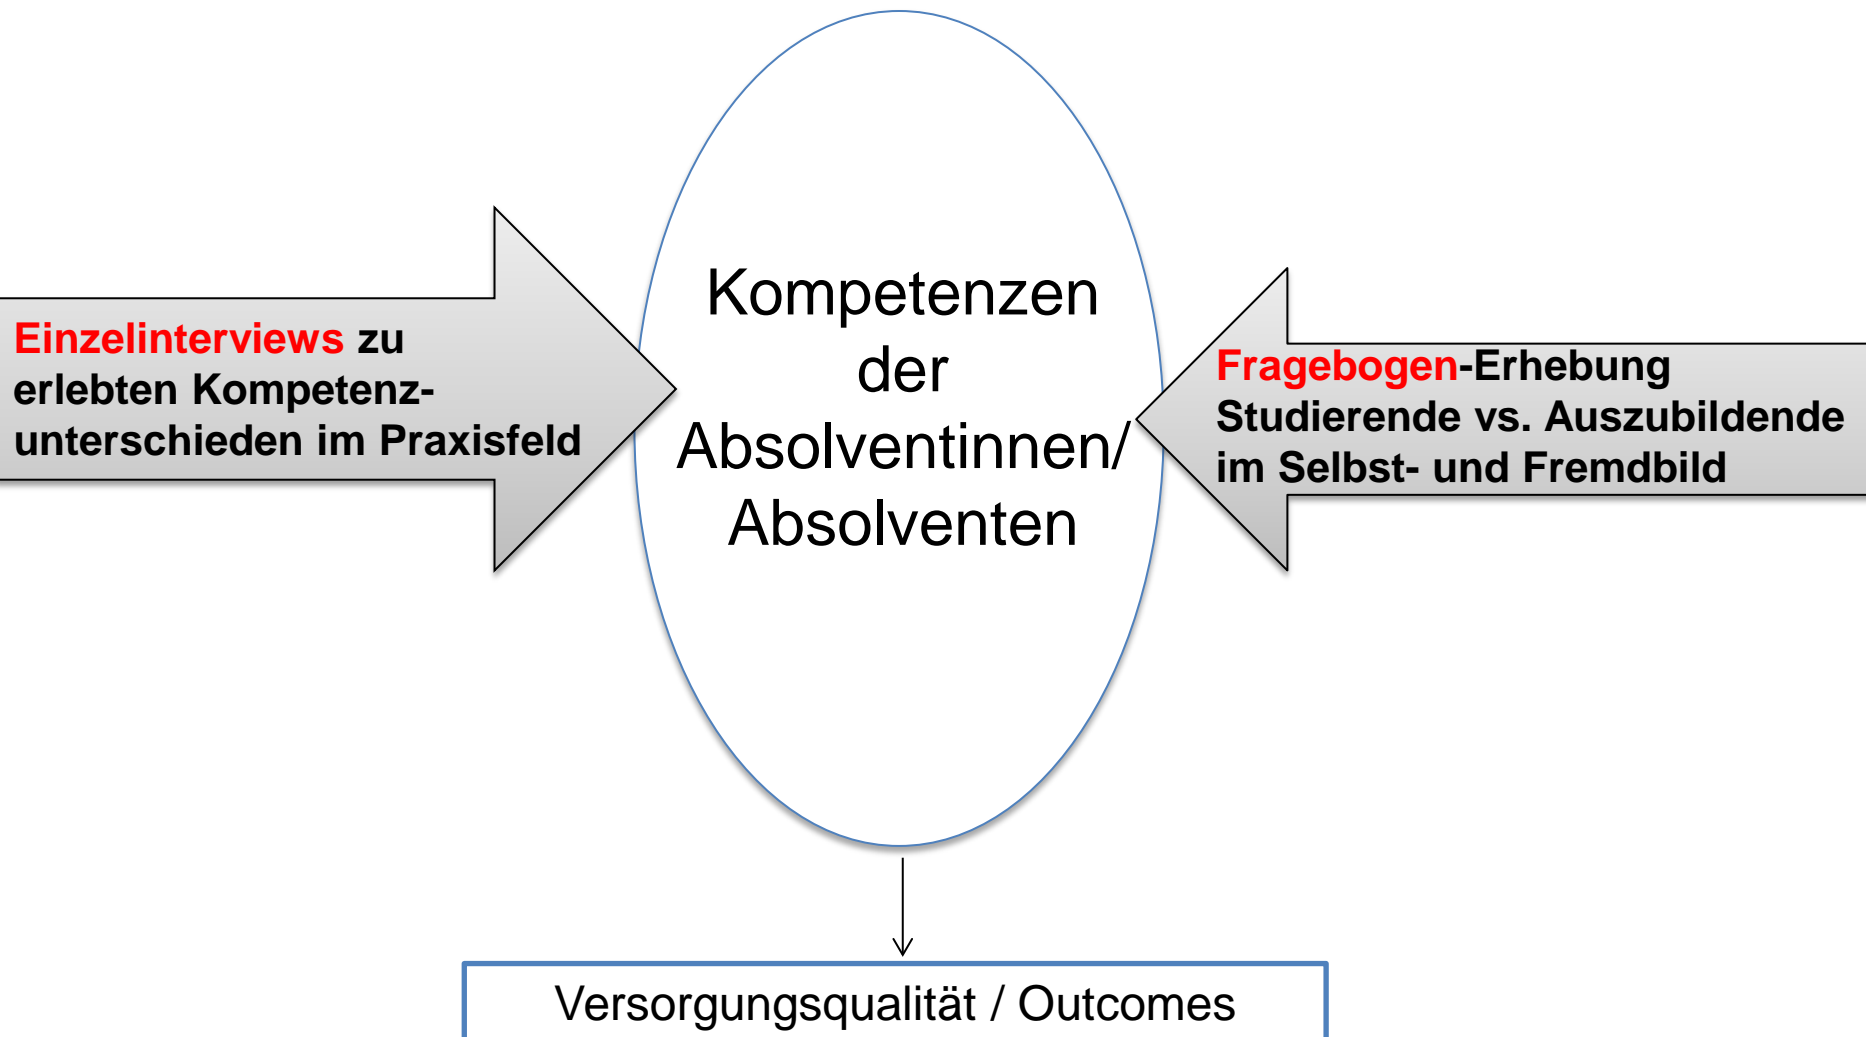 Einzelinterviews zu
erlebten Kompetenz-
unterschieden im Praxisfeld
Kompetenzen
der
Absolventinnen/
Absolventen
Fragebogen-Erhebung
Studierende vs. Auszubildende
im Selbst- und Fremdbild
Versorgungsqualität / Outcomes